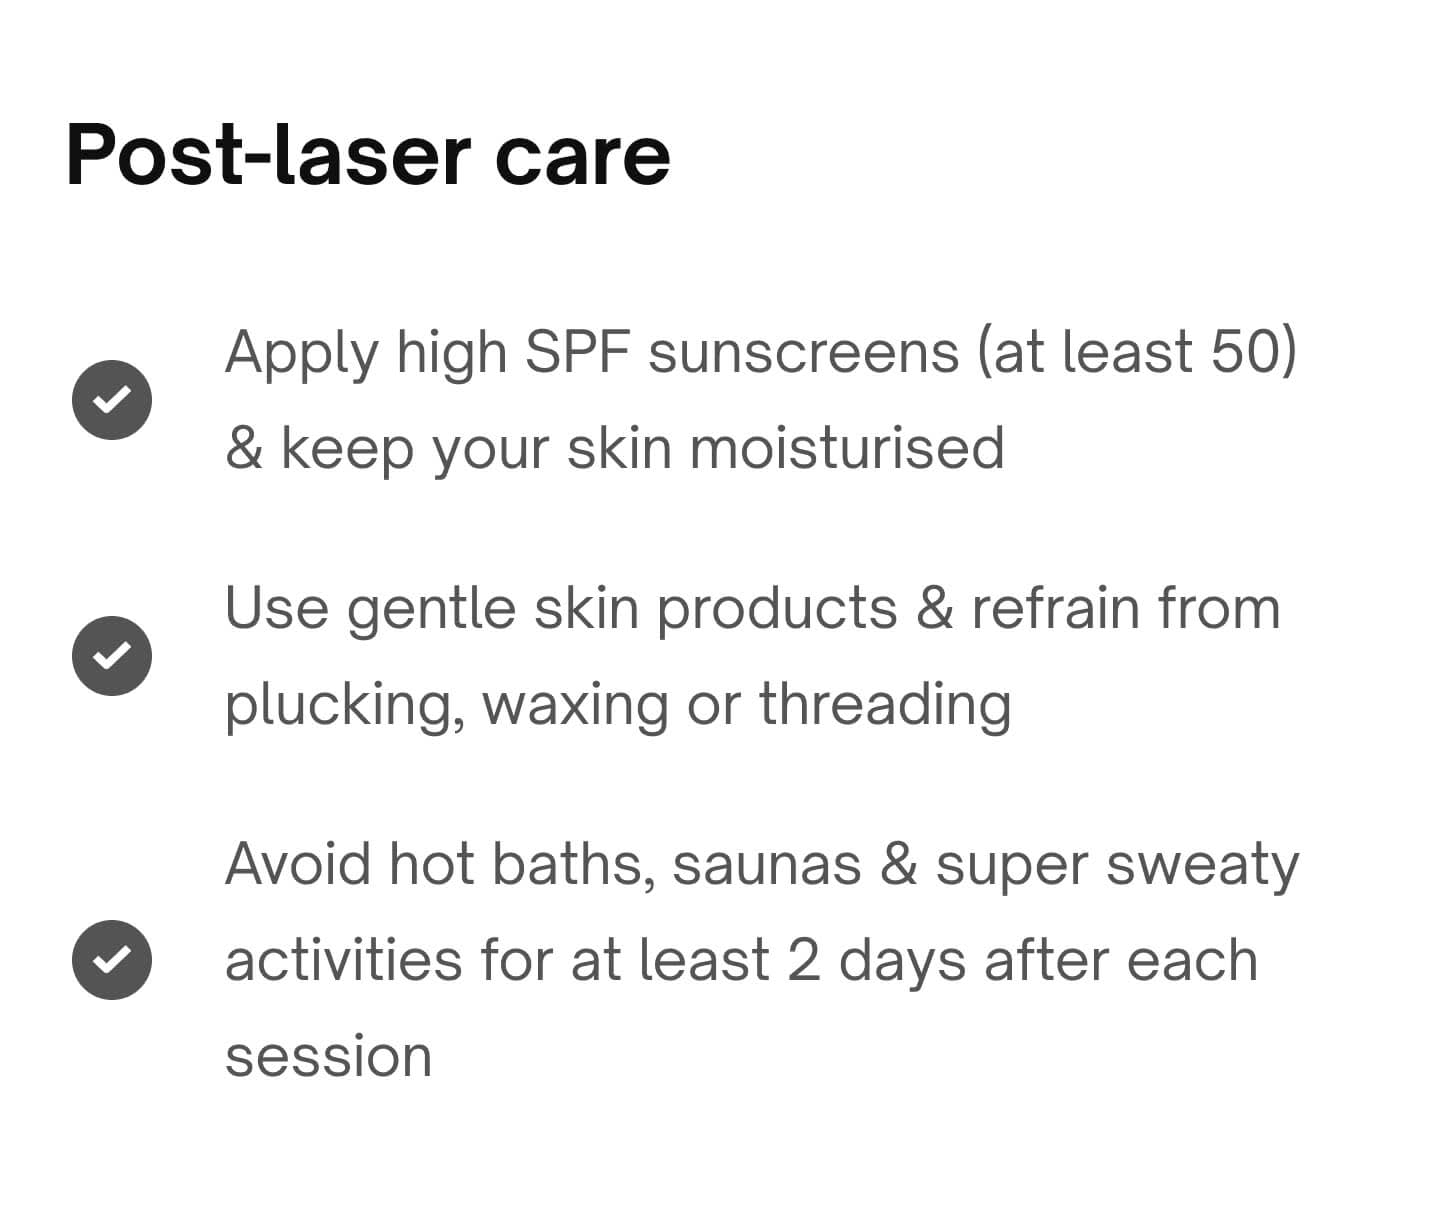 Post-laser care
Apply high SPF sunscreens (at least 50)
& keep your skin moisturised
Use gentle skin products & refrain from
plucking, waxing or threading
Avoid hot baths, saunas & super sweaty
activities for at least 2 days after each
session